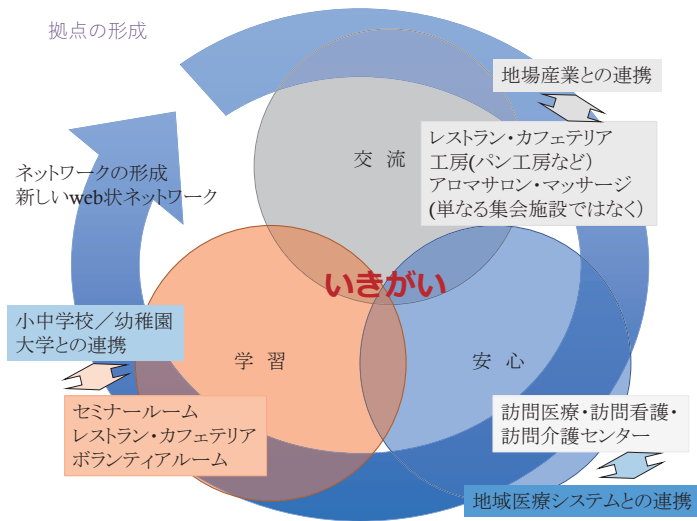 拠点の形成
地場産業との連携
レストラン・カフェテリア
工房(パン工房など)
アロマサロン・マッサージ
(単なる集会施設ではなく)
交 流
ネットワークの形成
新しいweb状ネットワーク
いきがい
小中学校／幼稚園
大学との連携
学 習
安 心
セミナールーム
レストラン・カフェテリア
ボランティアルーム
訪問医療・訪問看護・
訪問介護センター
地域医療システムとの連携